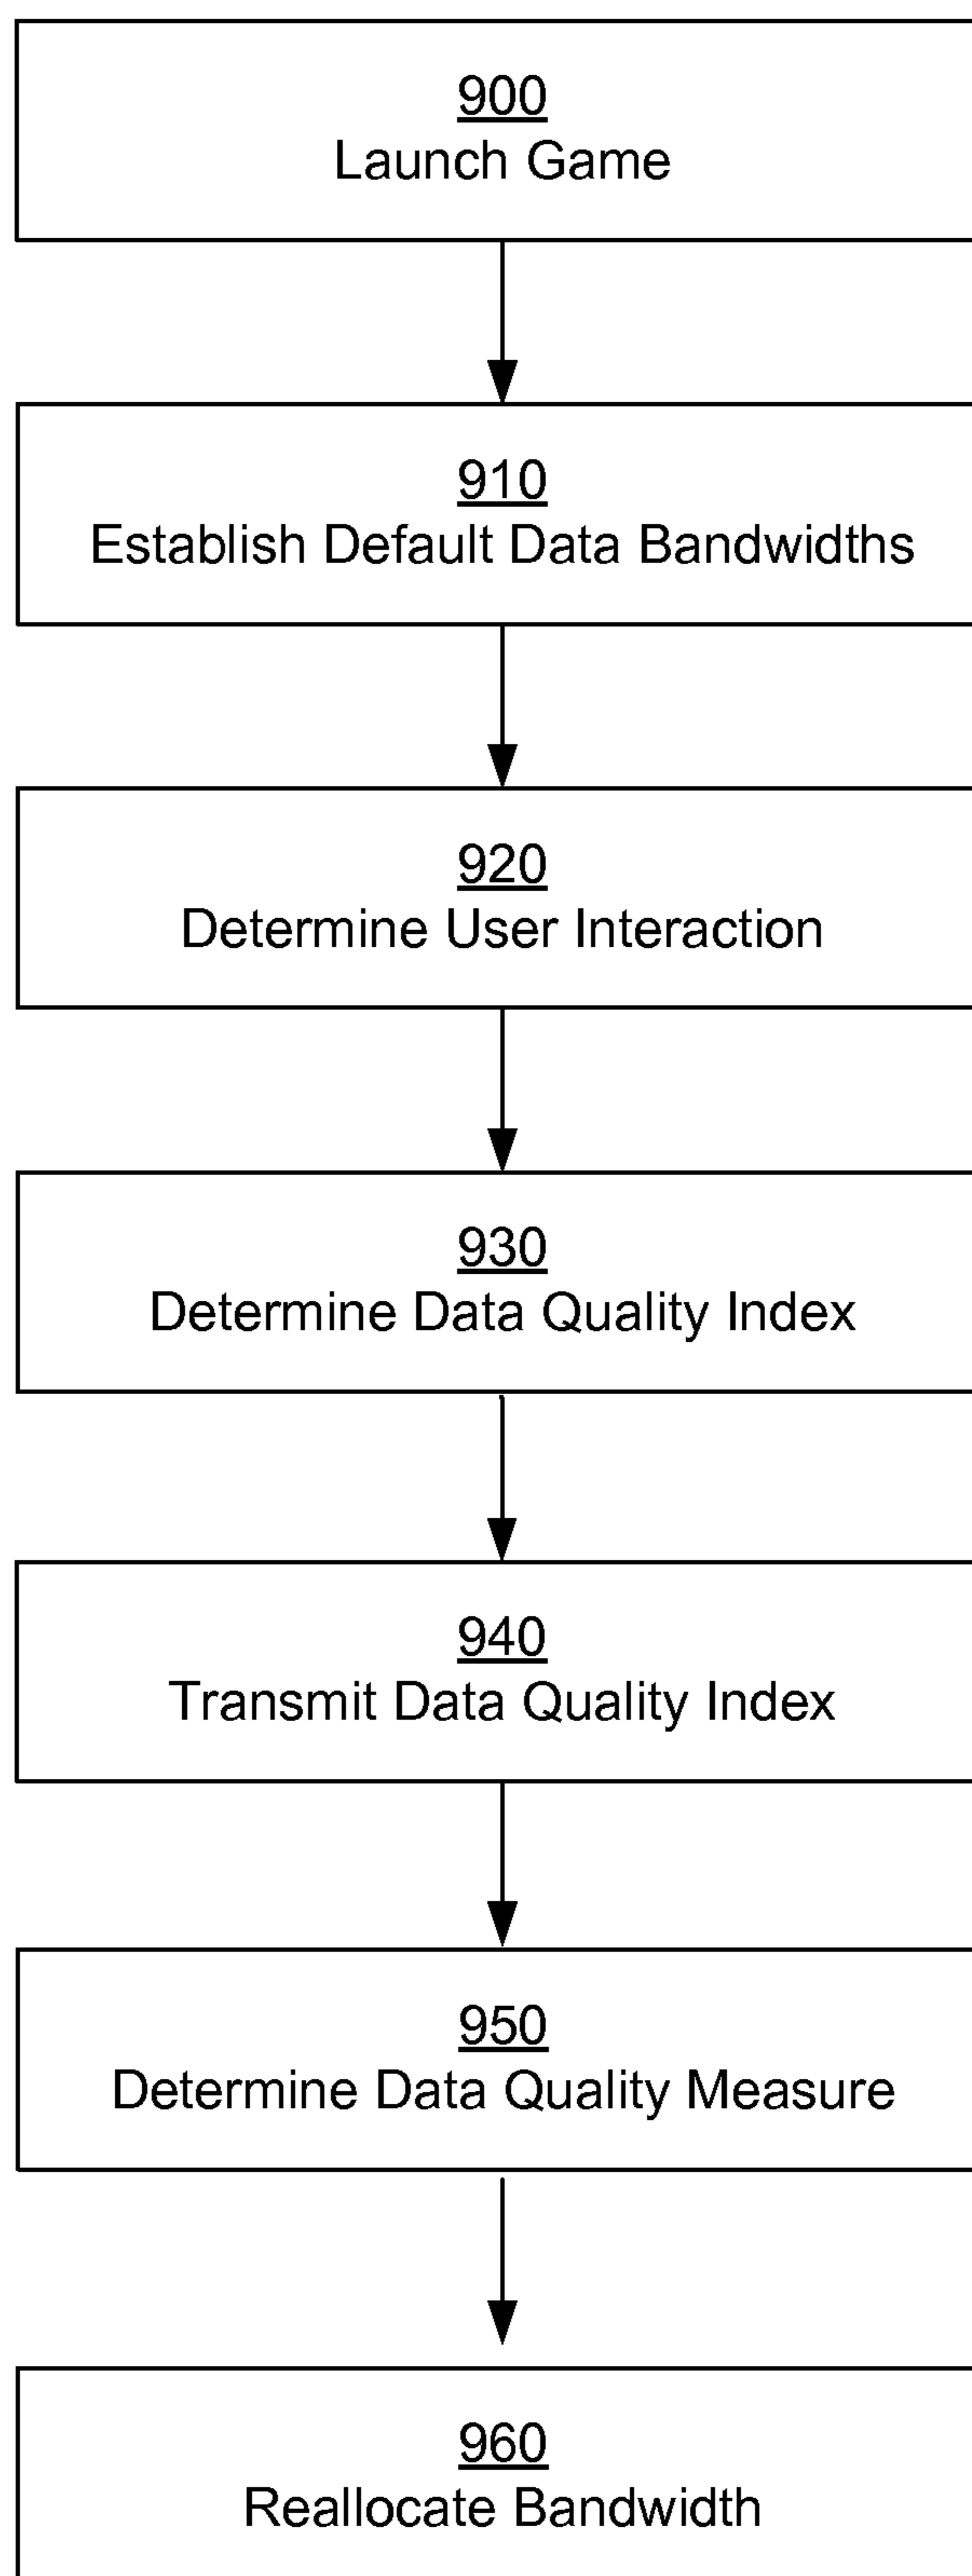 900
Launch Game
910
Establish Default Data Bandwidths
920
Determine User Interaction
930
Determine Data Quality Index
940
Transmit Data Quality Index
950
Determine Data Quality Measure
960
Reallocate Bandwidth